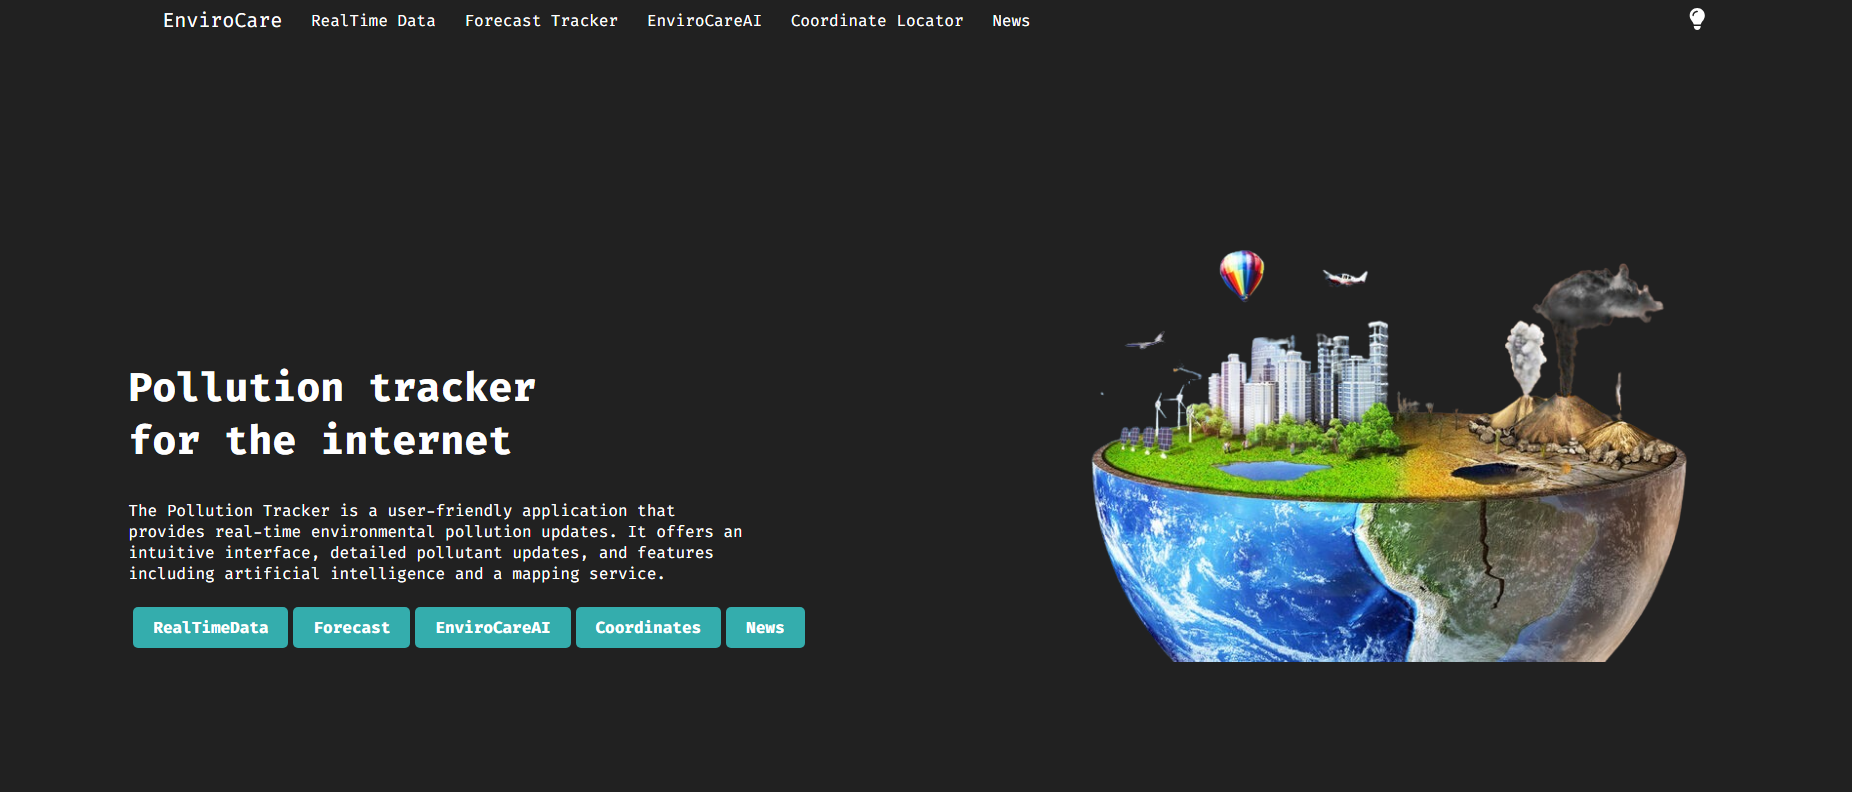 EnviroCare RealTime Data Forecast Tracker EnviroCareAI Coordinate Locator News
Pollution tracker
for the internet
The Pollution Tracker is a user-friendly application that
provides real-time environmental pollution updates. It offers an
intuitive interface, detailed pollutant updates, and features
including artificial intelligence and a mapping service.
RealTimeData Forecast EnviroCareAI Coordinates News